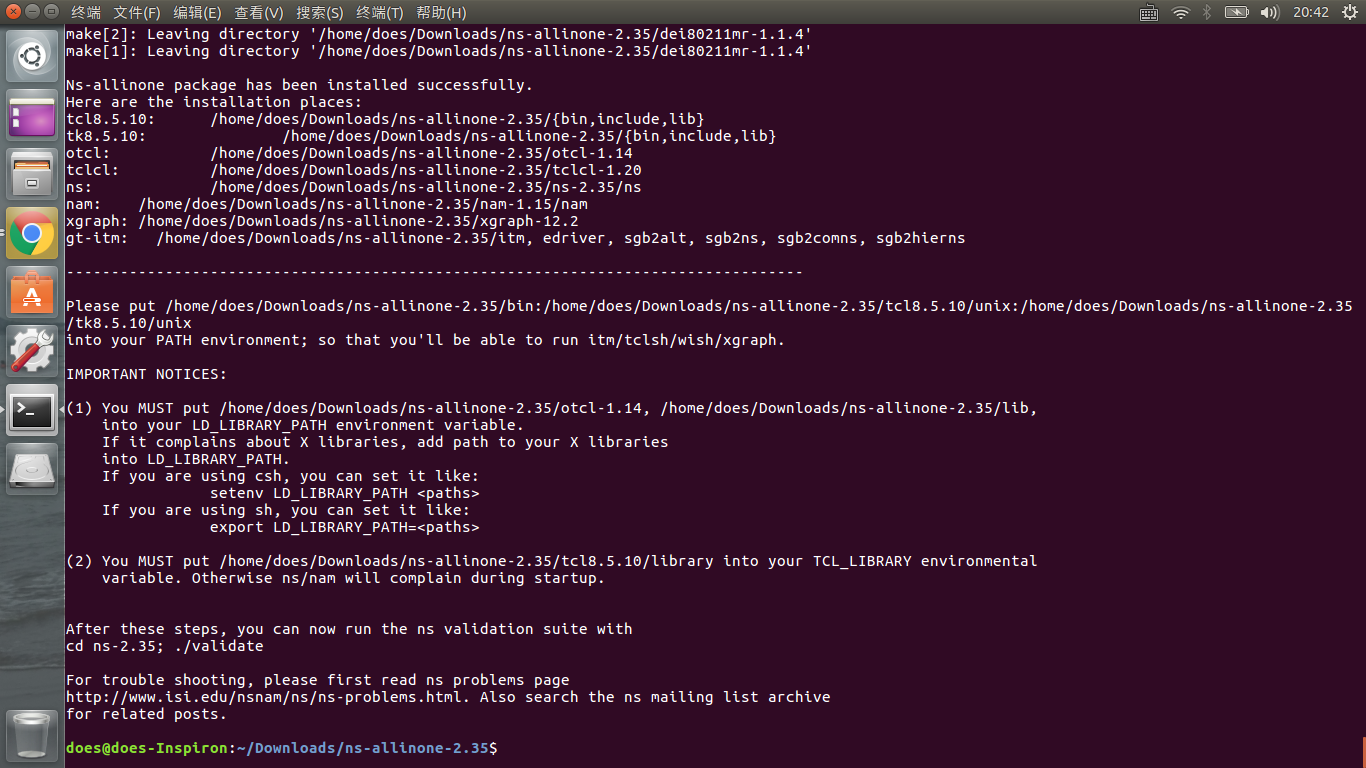 终端 文件(F) 编辑(E) 查看(V) 搜索(S) 终端(T) 帮助(H) 20:42
make[2]: Leaving directory '/home/does/Downloads/ns-allinone-2.35/dei80211mr-1.1.4'
make[1]: Leaving directory '/home/does/Downloads/ns-allinone-2.35/dei80211mr-1.1.4'
Ns-allinone package has been installed successfully.
Here are the installation places:
tcl8.5.10: /home/does/Downloads/ns-allinone-2.35/{bin,include,lib}
tk8.5.10: /home/does/Downloads/ns-allinone-2.35/{bin,include,lib}
otcl: /home/does/Downloads/ns-allinone-2.35/otcl-1.14
tclcl: /home/does/Downloads/ns-allinone-2.35/tclcl-1.20
ns: /home/does/Downloads/ns-allinone-2.35/ns-2.35/ns
nam: /home/does/Downloads/ns-allinone-2.35/nam-1.15/nam
xgraph: /home/does/Downloads/ns-allinone-2.35/xgraph-12.2
gt-itm: /home/does/Downloads/ns-allinone-2.35/itm, edriver, sgb2alt, sgb2ns, sgb2comns, sgb2hierns
----------------------------------------------------------------------------------
Please put /home/does/Downloads/ns-allinone-2.35/bin:/home/does/Downloads/ns-allinone-2.35/tcl8.5.10/unix:/home/does/Downloads/ns-allinone-2.35
/tk8.5.10/unix
into your PATH environment; so that you'll be able to run itm/tclsh/wish/xgraph.
IMPORTANT NOTICES:
(1) You MUST put /home/does/Downloads/ns-allinone-2.35/otcl-1.14, /home/does/Downloads/ns-allinone-2.35/lib,
into your LD_LIBRARY_PATH environment variable.
If it complains about X libraries, add path to your X libraries
into LD_LIBRARY_PATH.
If you are using csh, you can set it like:
setenv LD_LIBRARY_PATH <paths>
If you are using sh, you can set it like:
export LD_LIBRARY_PATH=<paths>
(2) You MUST put /home/does/Downloads/ns-allinone-2.35/tcl8.5.10/library into your TCL_LIBRARY environmental
variable. Otherwise ns/nam will complain during startup.
After these steps, you can now run the ns validation suite with
cd ns-2.35; ./validate
For trouble shooting, please first read ns problems page
http://www.isi.edu/nsnam/ns/ns-problems.html. Also search the ns mailing list archive
for related posts.
does@does-Inspiron:~/Downloads/ns-allinone-2.35$